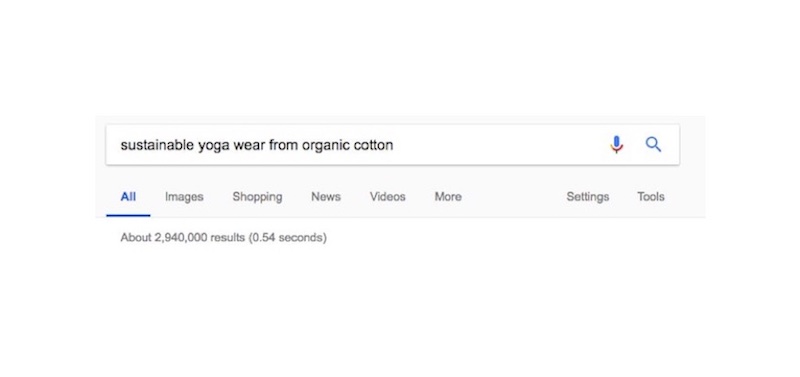 sustainable yoga wear from organic cotton
All Images Shopping News Videos More Settings Tools
About 2,940,000 results (0.54 seconds)